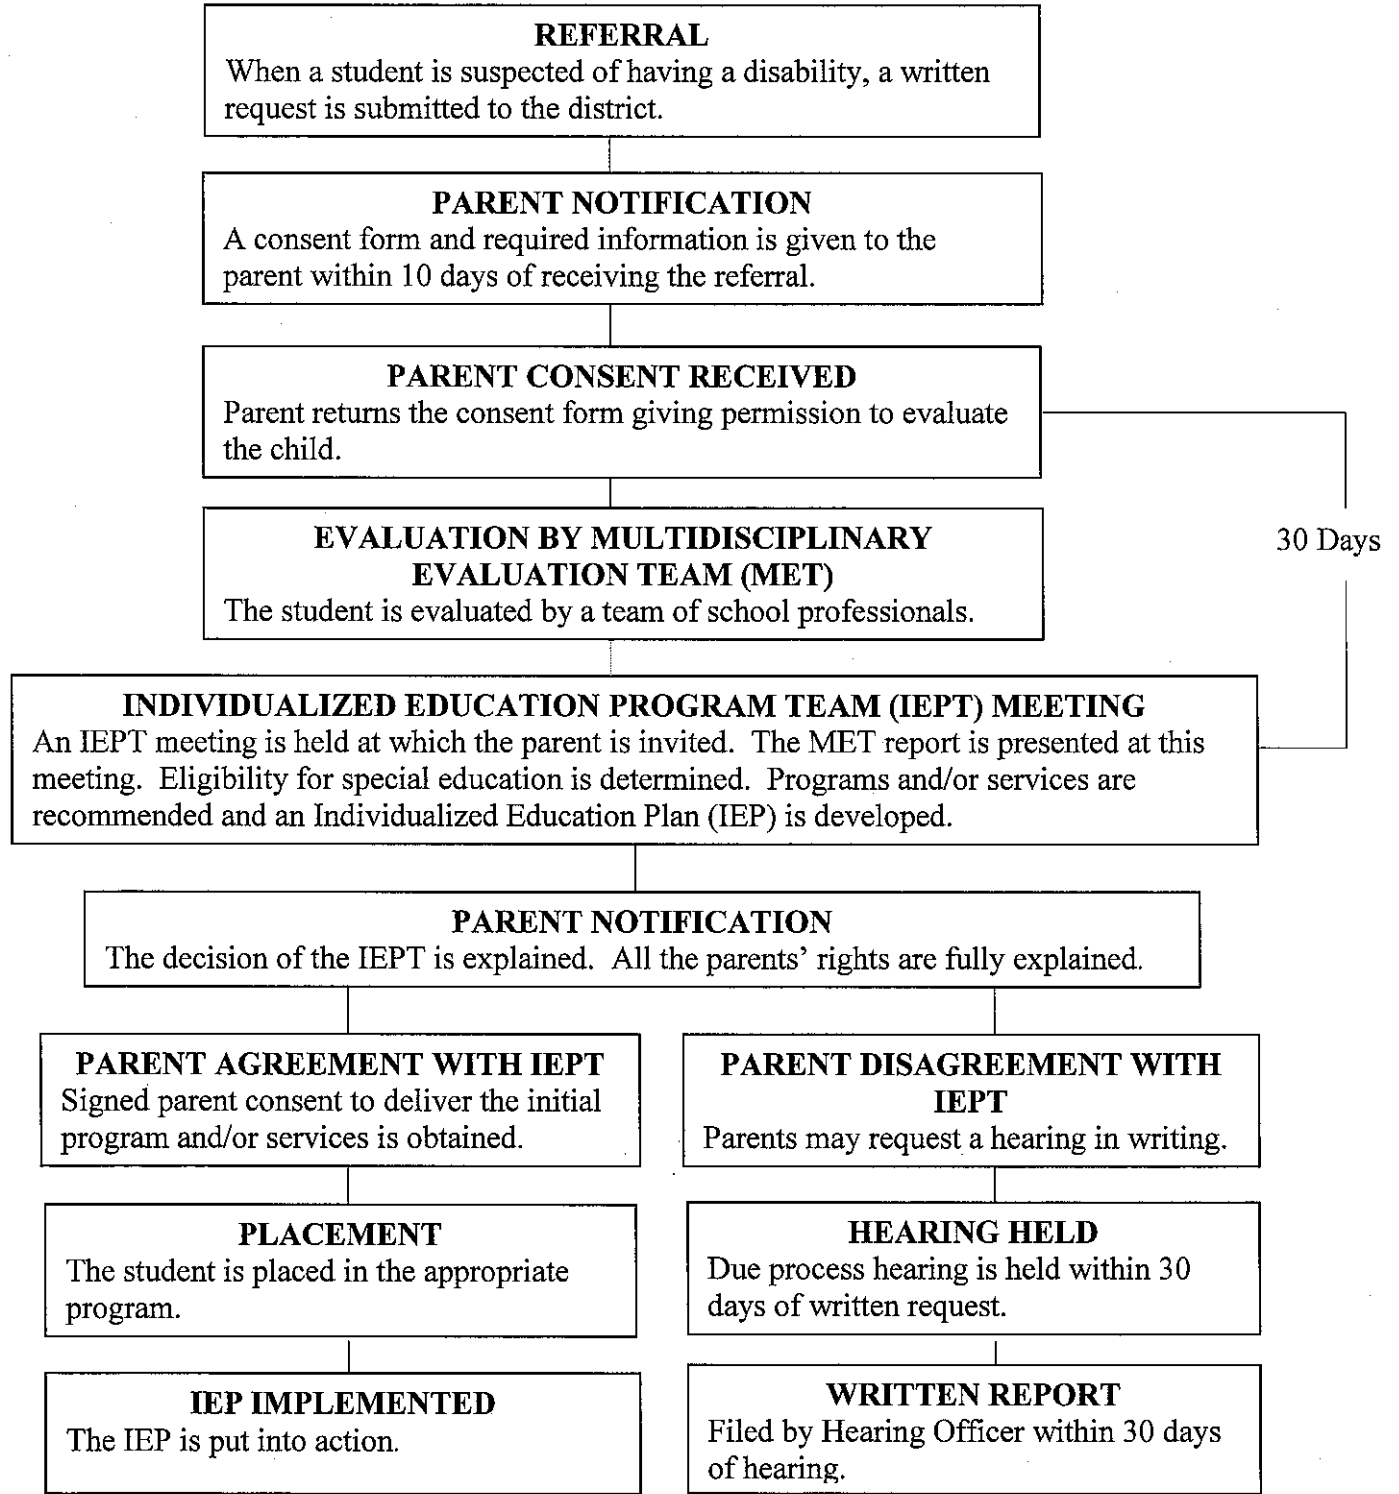 REFERRAL
When a student is suspected of having a disability, a written
request is submitted to the district.
PARENT NOTIFICATION
A consent form and required information is given to the
parent within 10 days of receiving the referral.
PARENT CONSENT RECEIVED
Parent returns the consent form giving permission to evaluate
the child.
EVALUATION BY MULTIDISCIPLINARY
EVALUATION TEAM (MET)
The student is evaluated by a team of school professionals.
30 Days
INDIVIDUALIZED EDUCATION PROGRAM TEAM (IEPT) MEETING
An IEPT meeting is held at which the parent is invited. The MET report is presented at this
meeting. Eligibility for special education is determined. Programs and/or services are
recommended and an Individualized Education Plan (IEP) is developed.
PARENT NOTIFICATION
The decision of the IEPT is explained. All the parents' rights are fully explained.
PARENT AGREEMENT WITH IEPT
Signed parent consent to deliver the initial
program and/or services is obtained.
PARENT DISAGREEMENT WITH
IEPT
Parents may request a hearing in writing.
PLACEMENT
The student is placed in the appropriate
program.
HEARING HELD
Due process hearing is held within 30
days of written request.
IEP IMPLEMENTED
The IEP is put into action.
WRITTEN REPORT
Filed by Hearing Officer within 30 days
of hearing.